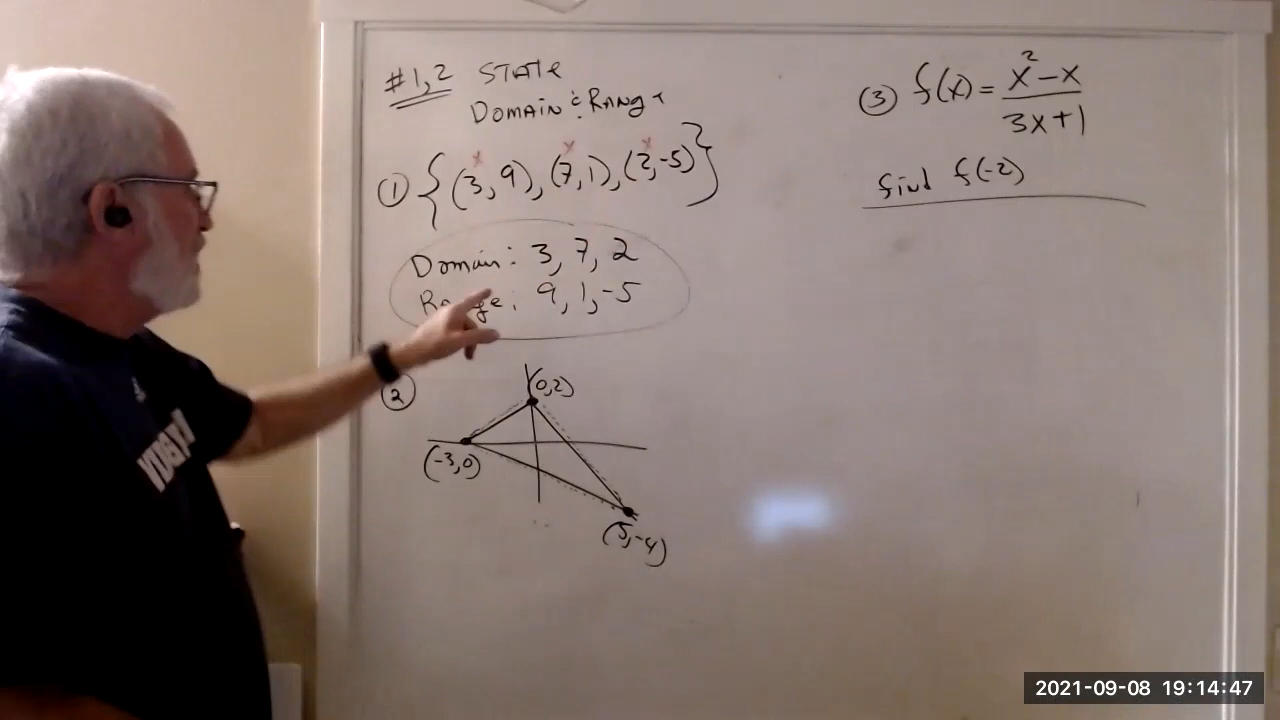 #1,2 State
Domain & Range
① {(3, 9), (7, 1), (2, -5)}
x x x
Domain: 3, 7, 2
Range: 9, 1, -5
②
(0,2)
(-3,0)
(5,-4)
③ f(x) = x² - x
3x+1
find f(-2)
2021-09-08 19:14:47